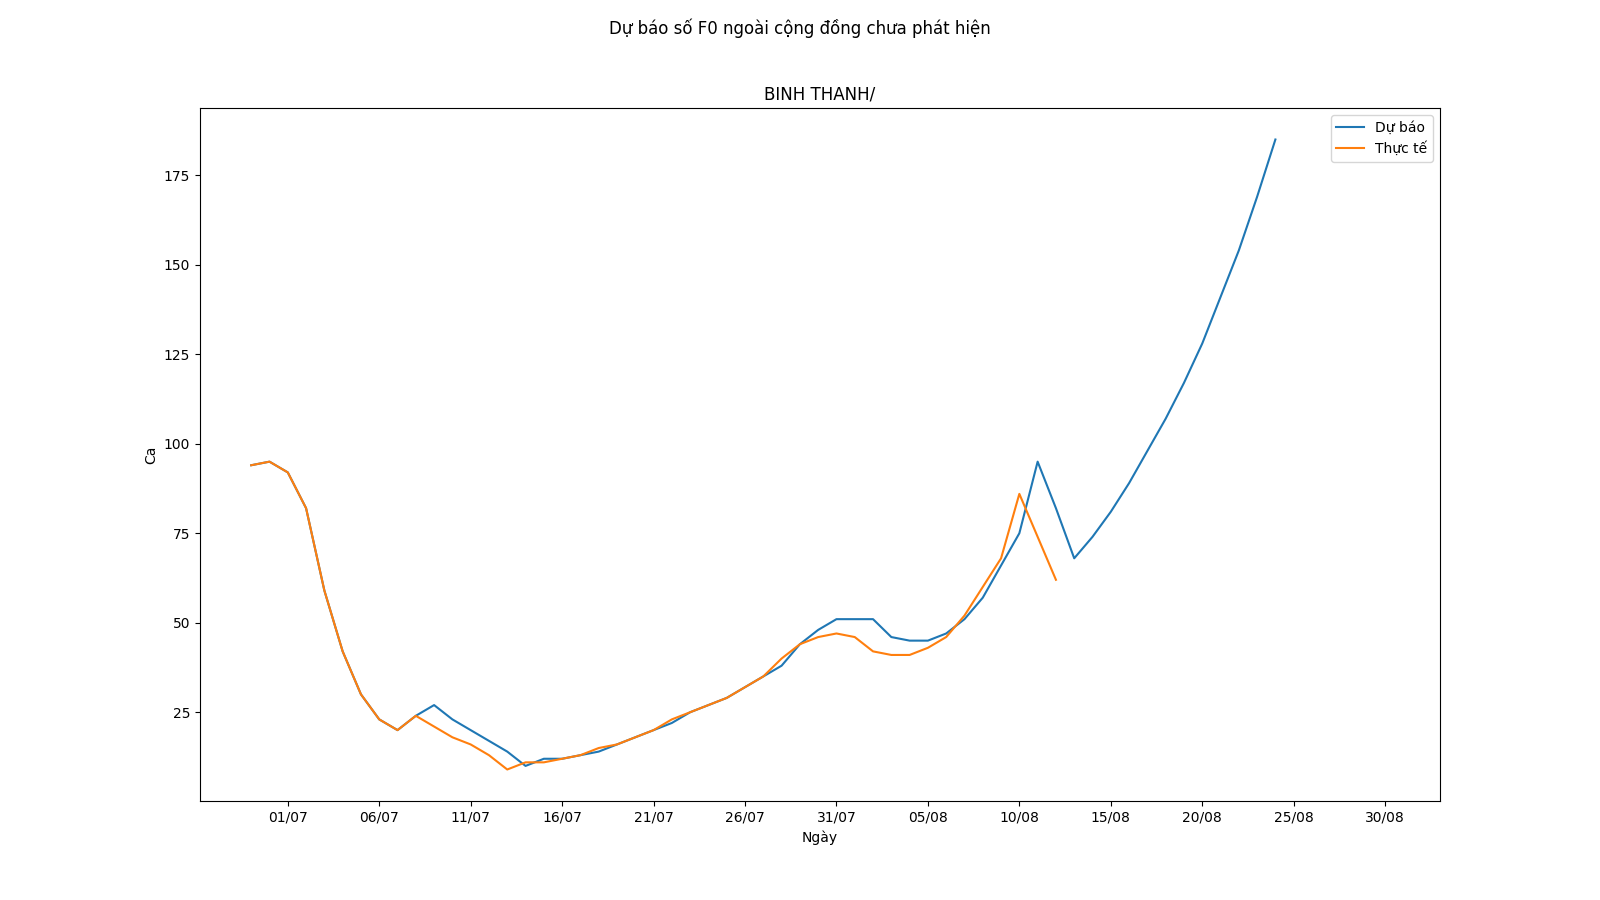 Dự báo số F0 ngoài cộng đồng chưa phát hiện
BINH THANH/
Dự báo
Thực tế
175
150
125
100
75
50
25
Ca
01/07 06/07 11/07 16/07 21/07 26/07 31/07 05/08 10/08 15/08 20/08 25/08 30/08
Ngày